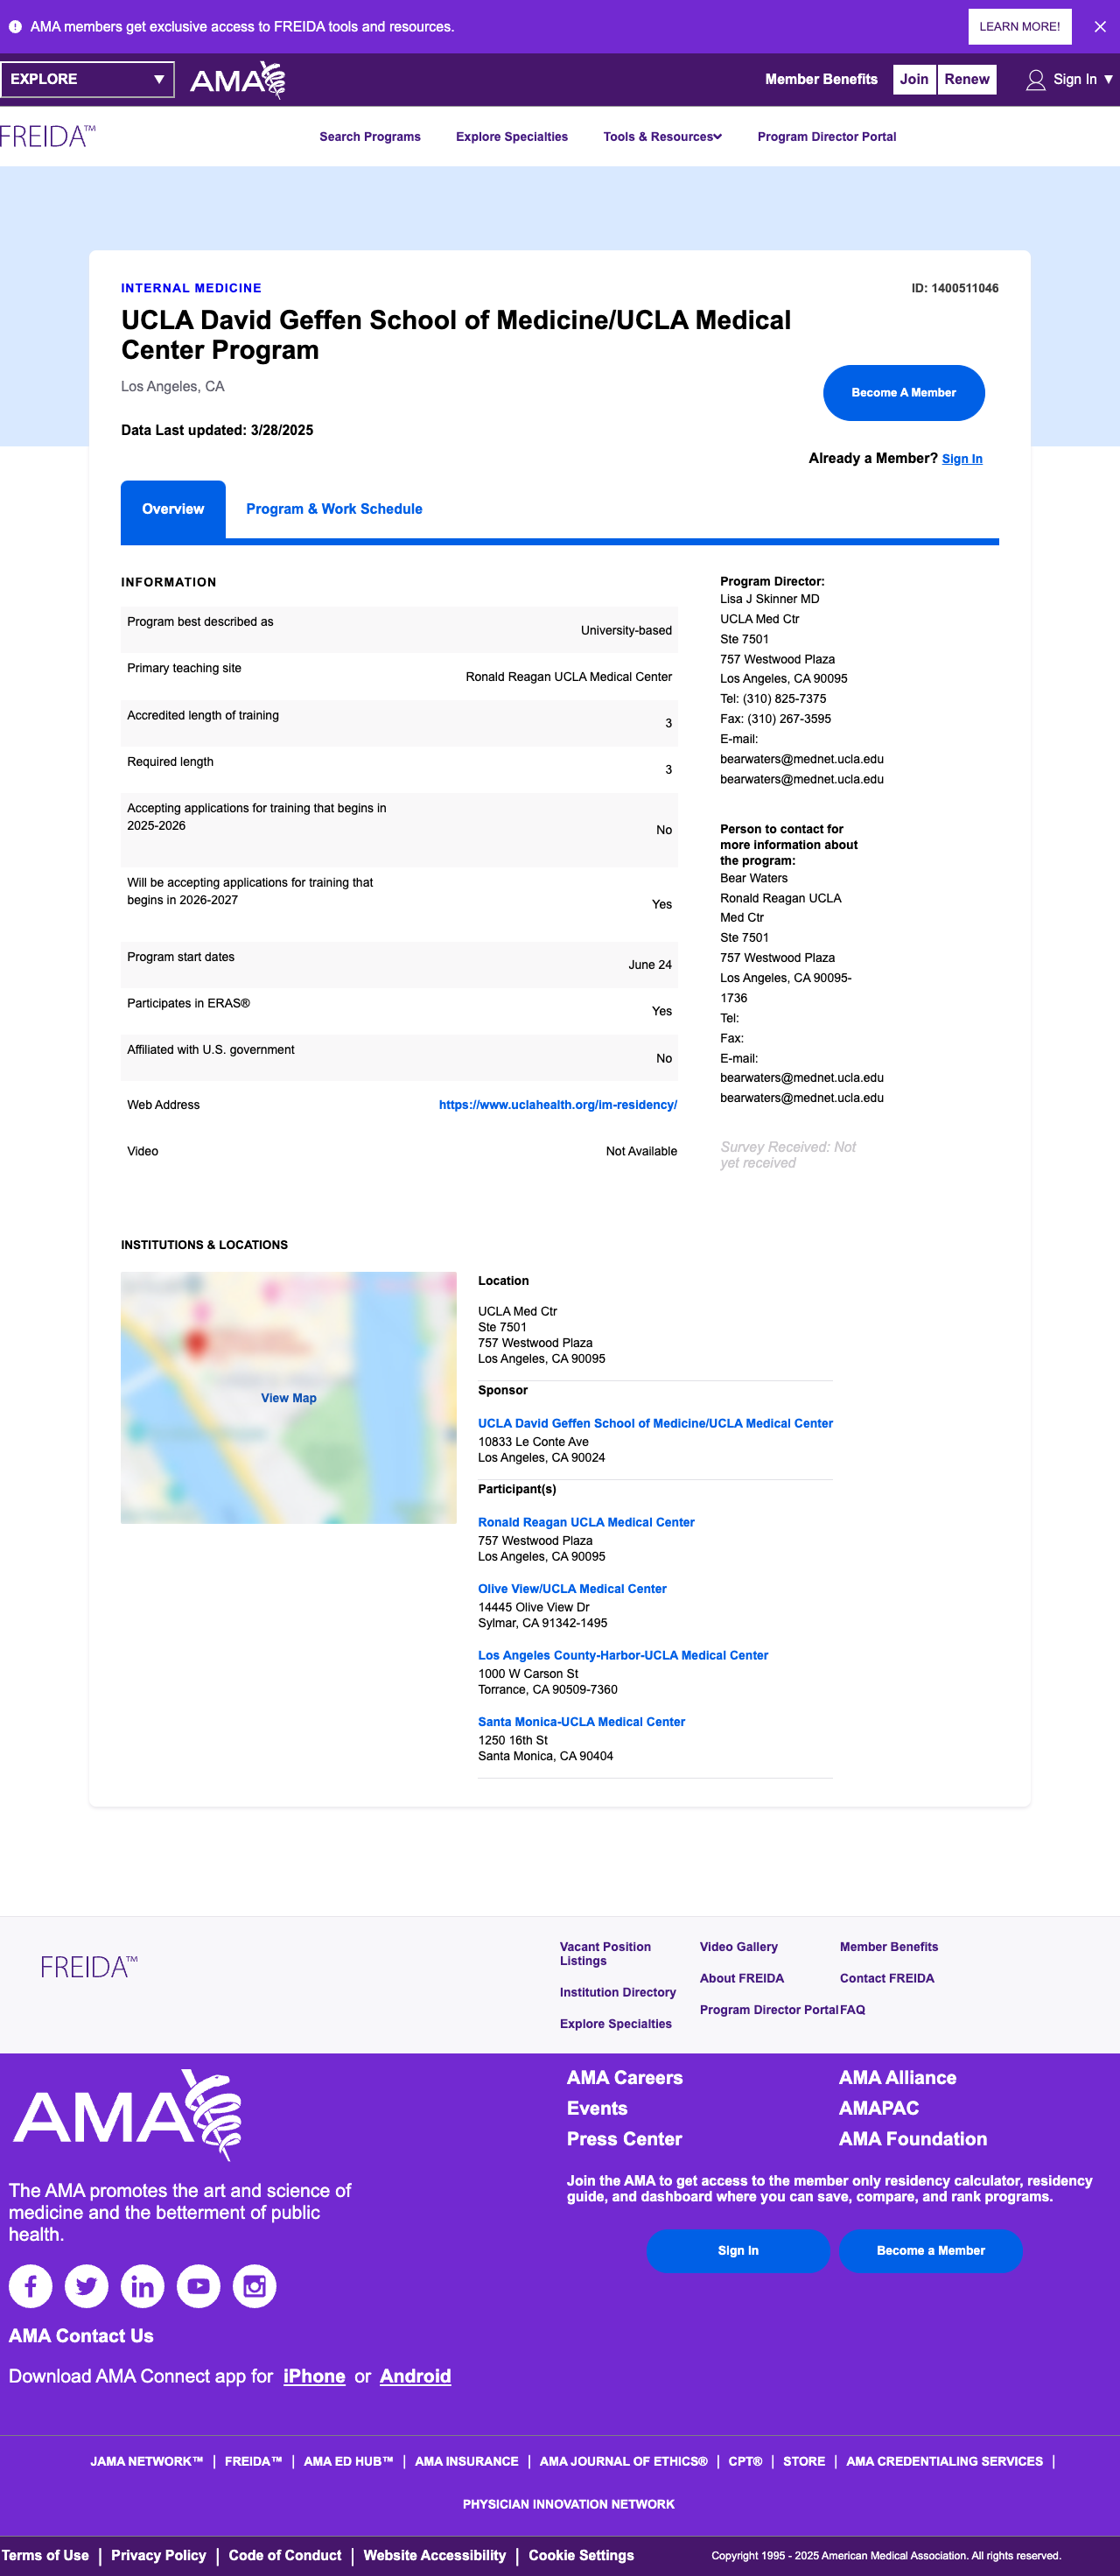 AMA members get exclusive access to FREIDA tools and resources.
LEARN MORE!
EXPLORE
AMA
Member Benefits
Join
Renew
Sign In
FREIDA™
Search Programs
Explore Specialties
Tools & Resources
Program Director Portal
INTERNAL MEDICINE
ID: 1400511046
UCLA David Geffen School of Medicine/UCLA Medical
Center Program
Los Angeles, CA
Become A Member
Data Last updated: 3/28/2025
Already a Member? Sign In
Overview
Program & Work Schedule
INFORMATION
Program best described as
University-based
Primary teaching site
Ronald Reagan UCLA Medical Center
Accredited length of training
3
Required length
3
Accepting applications for training that begins in
2025-2026
No
Will be accepting applications for training that
begins in 2026-2027
Yes
Program start dates
June 24
Participates in ERAS®
Yes
Affiliated with U.S. government
No
Web Address
https://www.uclahealth.org/im-residency/
Video
Not Available
Program Director:
Lisa J Skinner MD
UCLA Med Ctr
Ste 7501
757 Westwood Plaza
Los Angeles, CA 90095
Tel: (310) 825-7375
Fax: (310) 267-3595
E-mail:
bearwaters@mednet.ucla.edu
bearwaters@mednet.ucla.edu
Person to contact for
more information about
the program:
Bear Waters
Ronald Reagan UCLA
Med Ctr
Ste 7501
757 Westwood Plaza
Los Angeles, CA 90095-
1736
Tel:
Fax:
E-mail:
bearwaters@mednet.ucla.edu
bearwaters@mednet.ucla.edu
Survey Received: Not
yet received
INSTITUTIONS & LOCATIONS
View Map
Location
UCLA Med Ctr
Ste 7501
757 Westwood Plaza
Los Angeles, CA 90095
Sponsor
UCLA David Geffen School of Medicine/UCLA Medical Center
10833 Le Conte Ave
Los Angeles, CA 90024
Participant(s)
Ronald Reagan UCLA Medical Center
757 Westwood Plaza
Los Angeles, CA 90095
Olive View/UCLA Medical Center
14445 Olive View Dr
Sylmar, CA 91342-1495
Los Angeles County-Harbor-UCLA Medical Center
1000 W Carson St
Torrance, CA 90509-7360
Santa Monica-UCLA Medical Center
1250 16th St
Santa Monica, CA 90404
FREIDA™
Vacant Position
Listings
Institution Directory
Explore Specialties
Video Gallery
About FREIDA
Program Director Portal
Member Benefits
Contact FREIDA
FAQ
AMA
The AMA promotes the art and science of
medicine and the betterment of public
health.
AMA Contact Us
Download AMA Connect app for iPhone or Android
AMA Careers
Events
Press Center
AMA Alliance
AMAPAC
AMA Foundation
Join the AMA to get access to the member only residency calculator, residency
guide, and dashboard where you can save, compare, and rank programs.
Sign In
Become a Member
JAMA NETWORK™ | FREIDA™ | AMA ED HUB™ | AMA INSURANCE | AMA JOURNAL OF ETHICS® | CPT® | STORE | AMA CREDENTIALING SERVICES |
PHYSICIAN INNOVATION NETWORK
Terms of Use | Privacy Policy | Code of Conduct | Website Accessibility | Cookie Settings
Copyright 1995 - 2025 American Medical Association. All rights reserved.